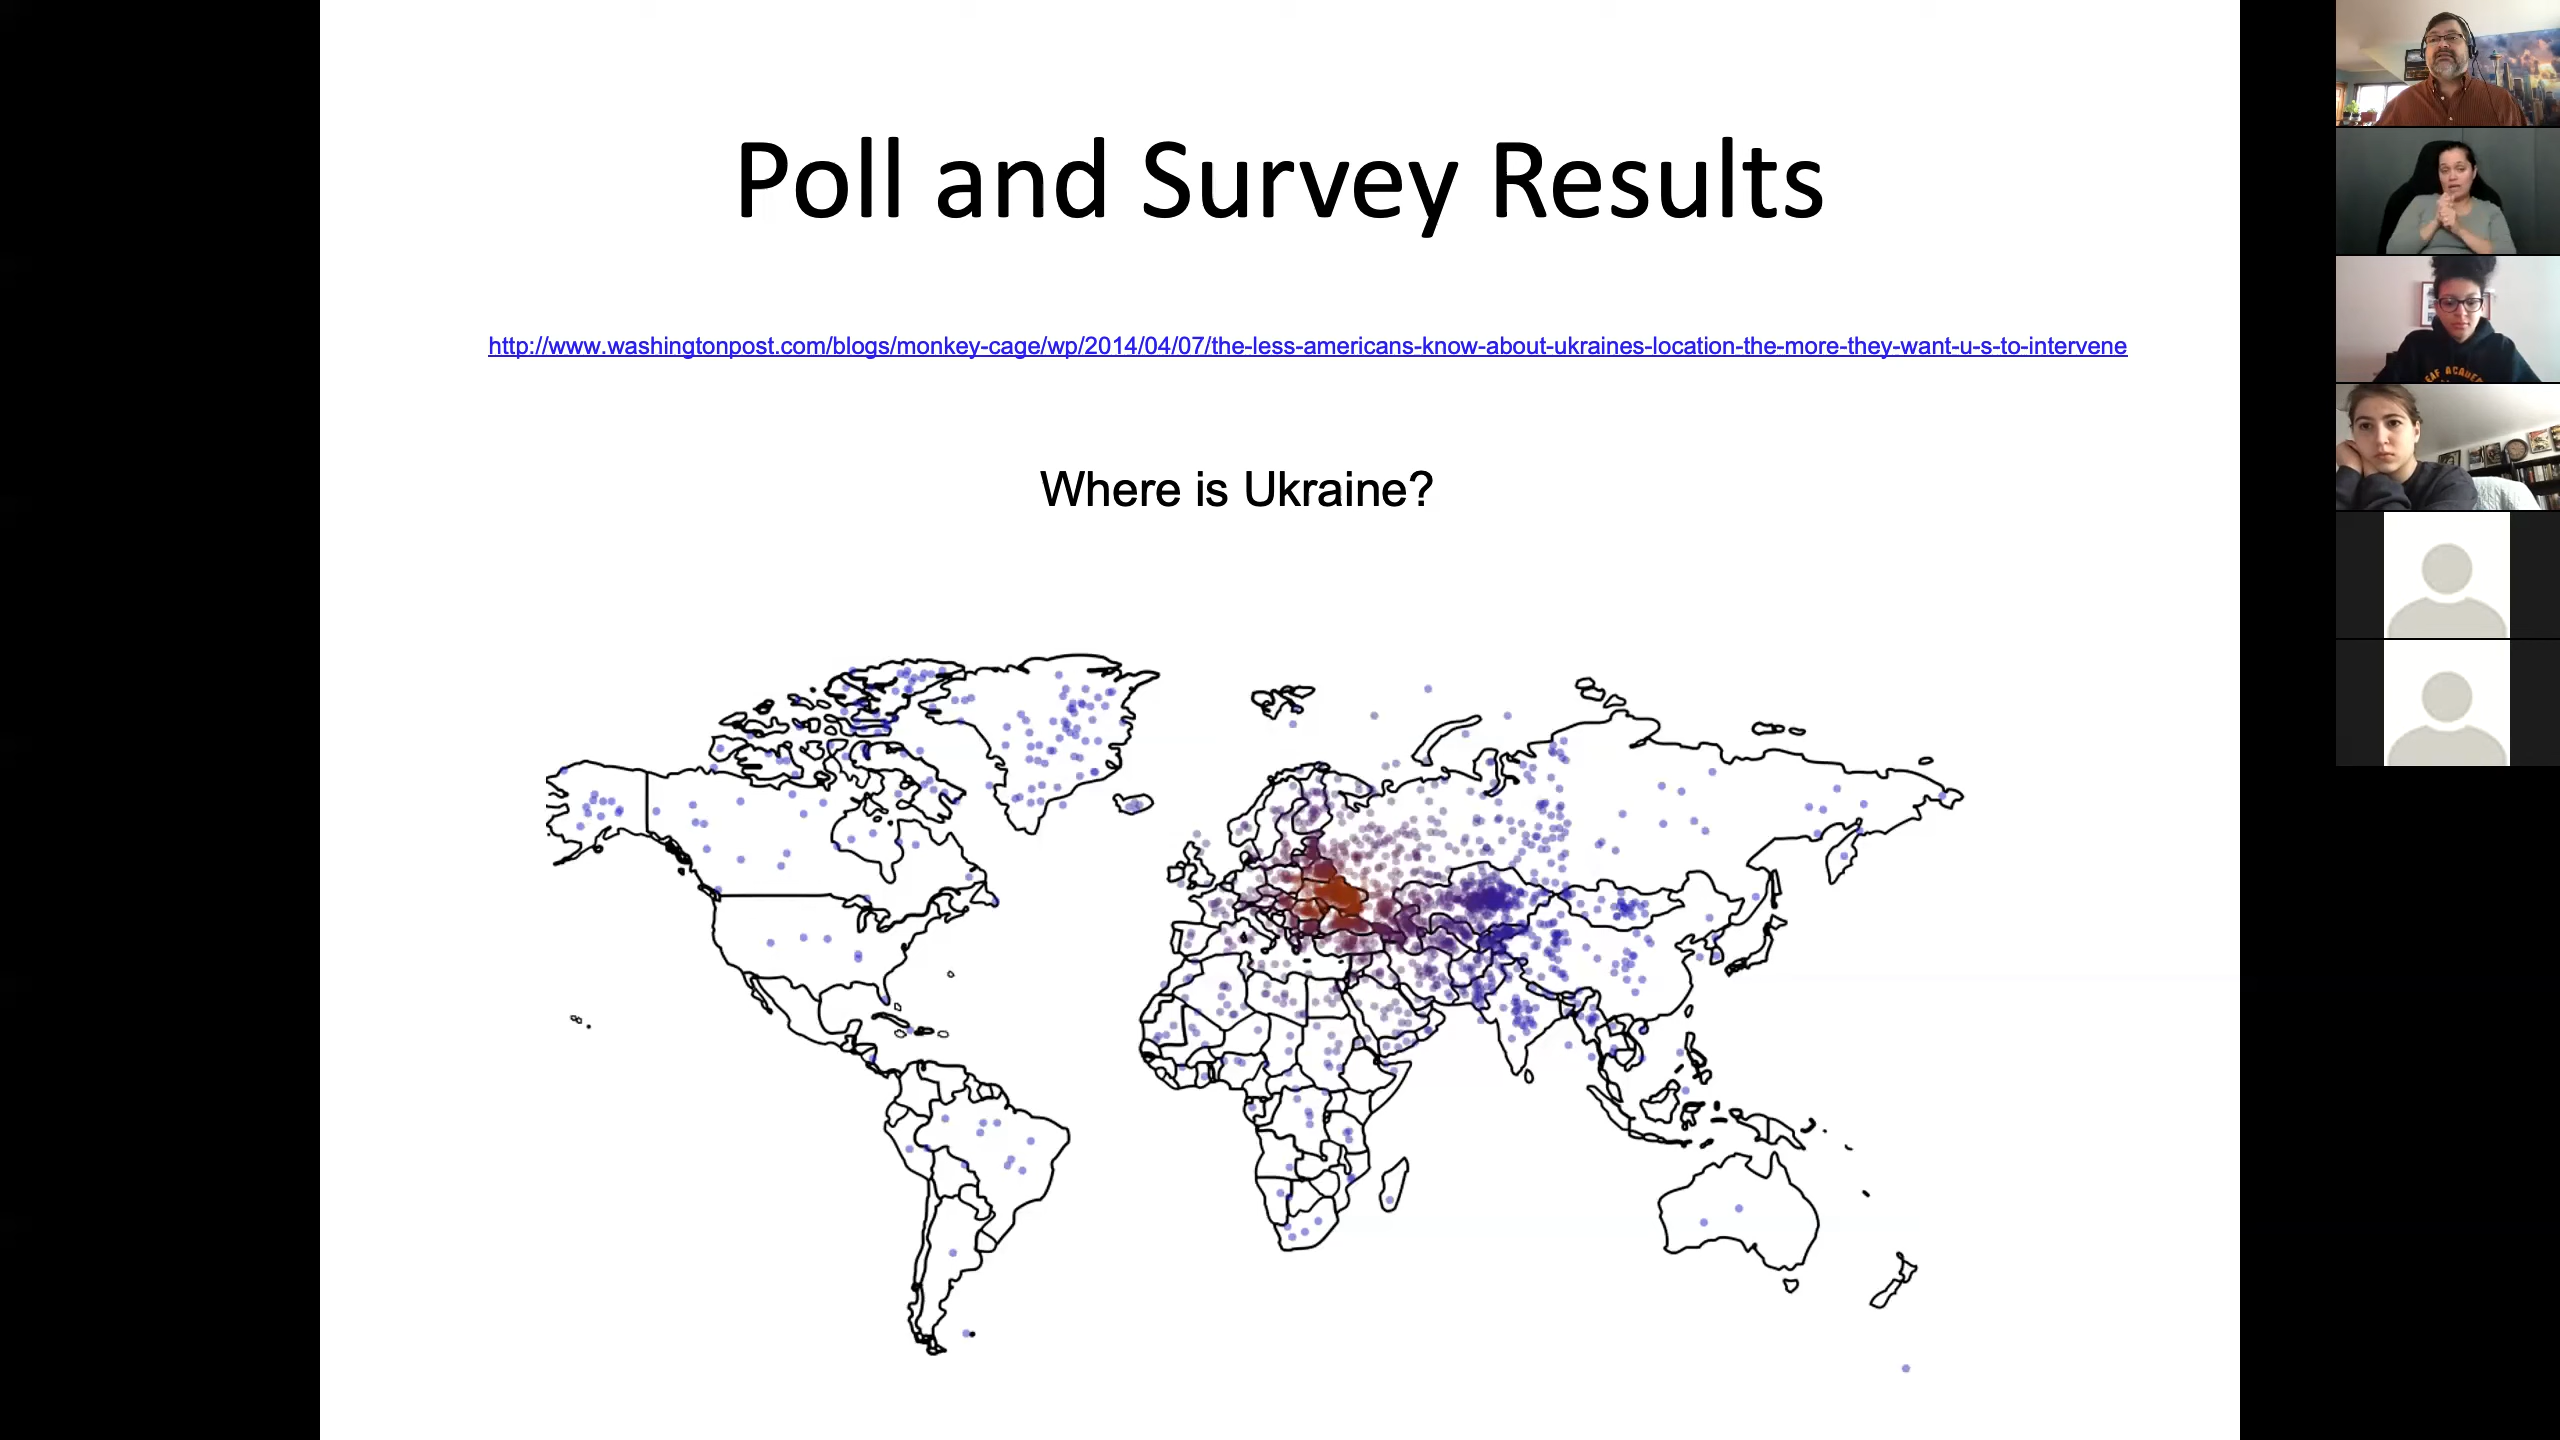 Poll and Survey Results
http://www.washingtonpost.com/blogs/monkey-cage/wp/2014/04/07/the-less-americans-know-about-ukraines-location-the-more-they-want-u-s-to-intervene
Where is Ukraine?